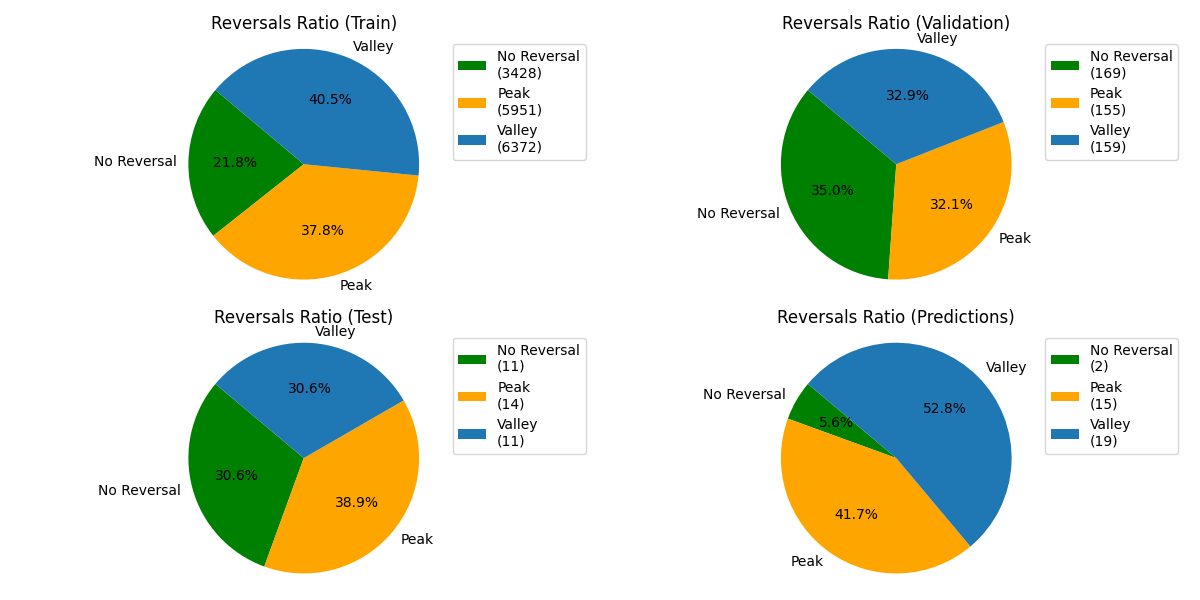 Reversals Ratio (Train)
Valley
40.5%
No Reversal
21.8%
37.8%
Peak
No Reversal
(3428)
Peak
(5951)
Valley
(6372)
Reversals Ratio (Validation)
Valley
32.9%
35.0%
No Reversal
32.1%
Peak
No Reversal
(169)
Peak
(155)
Valley
(159)
Reversals Ratio (Test)
Valley
30.6%
30.6%
No Reversal
38.9%
Peak
No Reversal
(11)
Peak
(14)
Valley
(11)
Reversals Ratio (Predictions)
Valley
No Reversal
52.8%
5.6%
41.7%
Peak
No Reversal
(2)
Peak
(15)
Valley
(19)